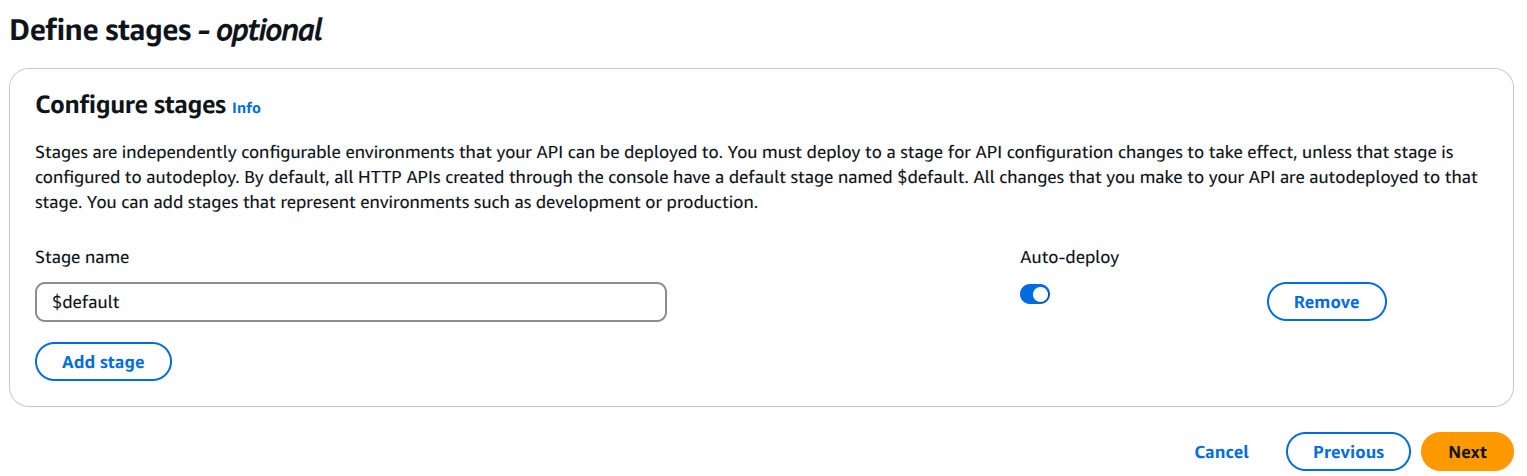 Define stages – optional
Configure stages Info
Stages are independently configurable environments that your API can be deployed to. You must deploy to a stage for API configuration changes to take effect, unless that stage is
configured to autodeploy. By default, all HTTP APIs created through the console have a default stage named $default. All changes that you make to your API are autodeployed to that
stage. You can add stages that represent environments such as development or production.
Stage name Auto-deploy
$default Remove
Add stage
Cancel Previous Next